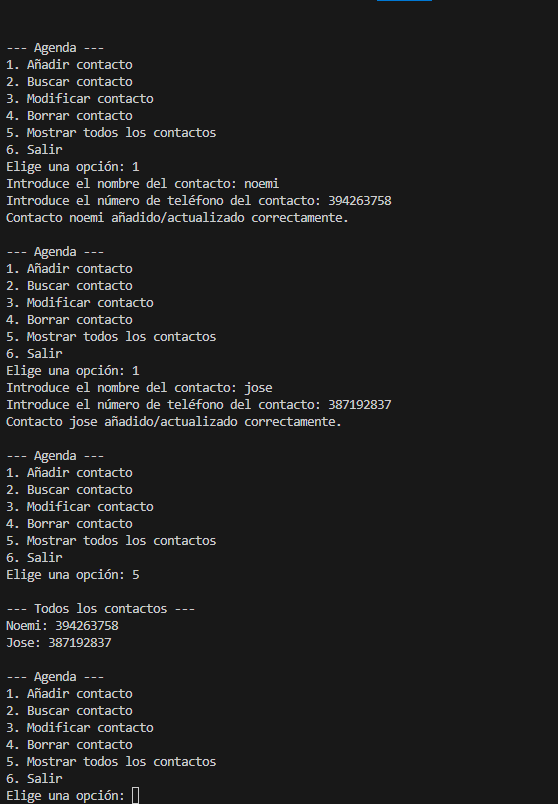 --- Agenda ---
1. Añadir contacto
2. Buscar contacto
3. Modificar contacto
4. Borrar contacto
5. Mostrar todos los contactos
6. Salir
Elige una opción: 1
Introduce el nombre del contacto: noemi
Introduce el número de teléfono del contacto: 394263758
Contacto noemi añadido/actualizado correctamente.

--- Agenda ---
1. Añadir contacto
2. Buscar contacto
3. Modificar contacto
4. Borrar contacto
5. Mostrar todos los contactos
6. Salir
Elige una opción: 1
Introduce el nombre del contacto: jose
Introduce el número de teléfono del contacto: 387192837
Contacto jose añadido/actualizado correctamente.

--- Agenda ---
1. Añadir contacto
2. Buscar contacto
3. Modificar contacto
4. Borrar contacto
5. Mostrar todos los contactos
6. Salir
Elige una opción: 5

--- Todos los contactos ---
Noemi: 394263758
Jose: 387192837

--- Agenda ---
1. Añadir contacto
2. Buscar contacto
3. Modificar contacto
4. Borrar contacto
5. Mostrar todos los contactos
6. Salir
Elige una opción: